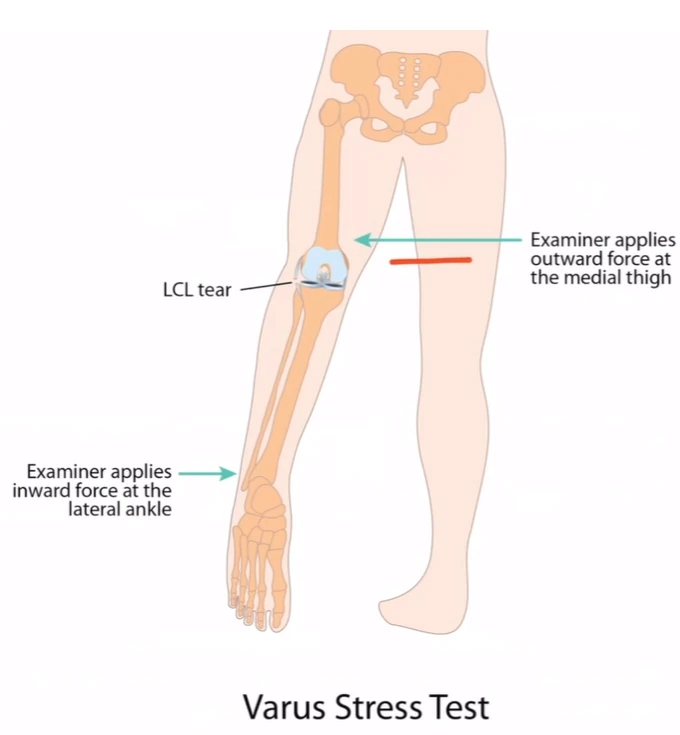 Examiner applies
outward force at
the medial thigh
LCL tear
Examiner applies
inward force at the
lateral ankle
Varus Stress Test